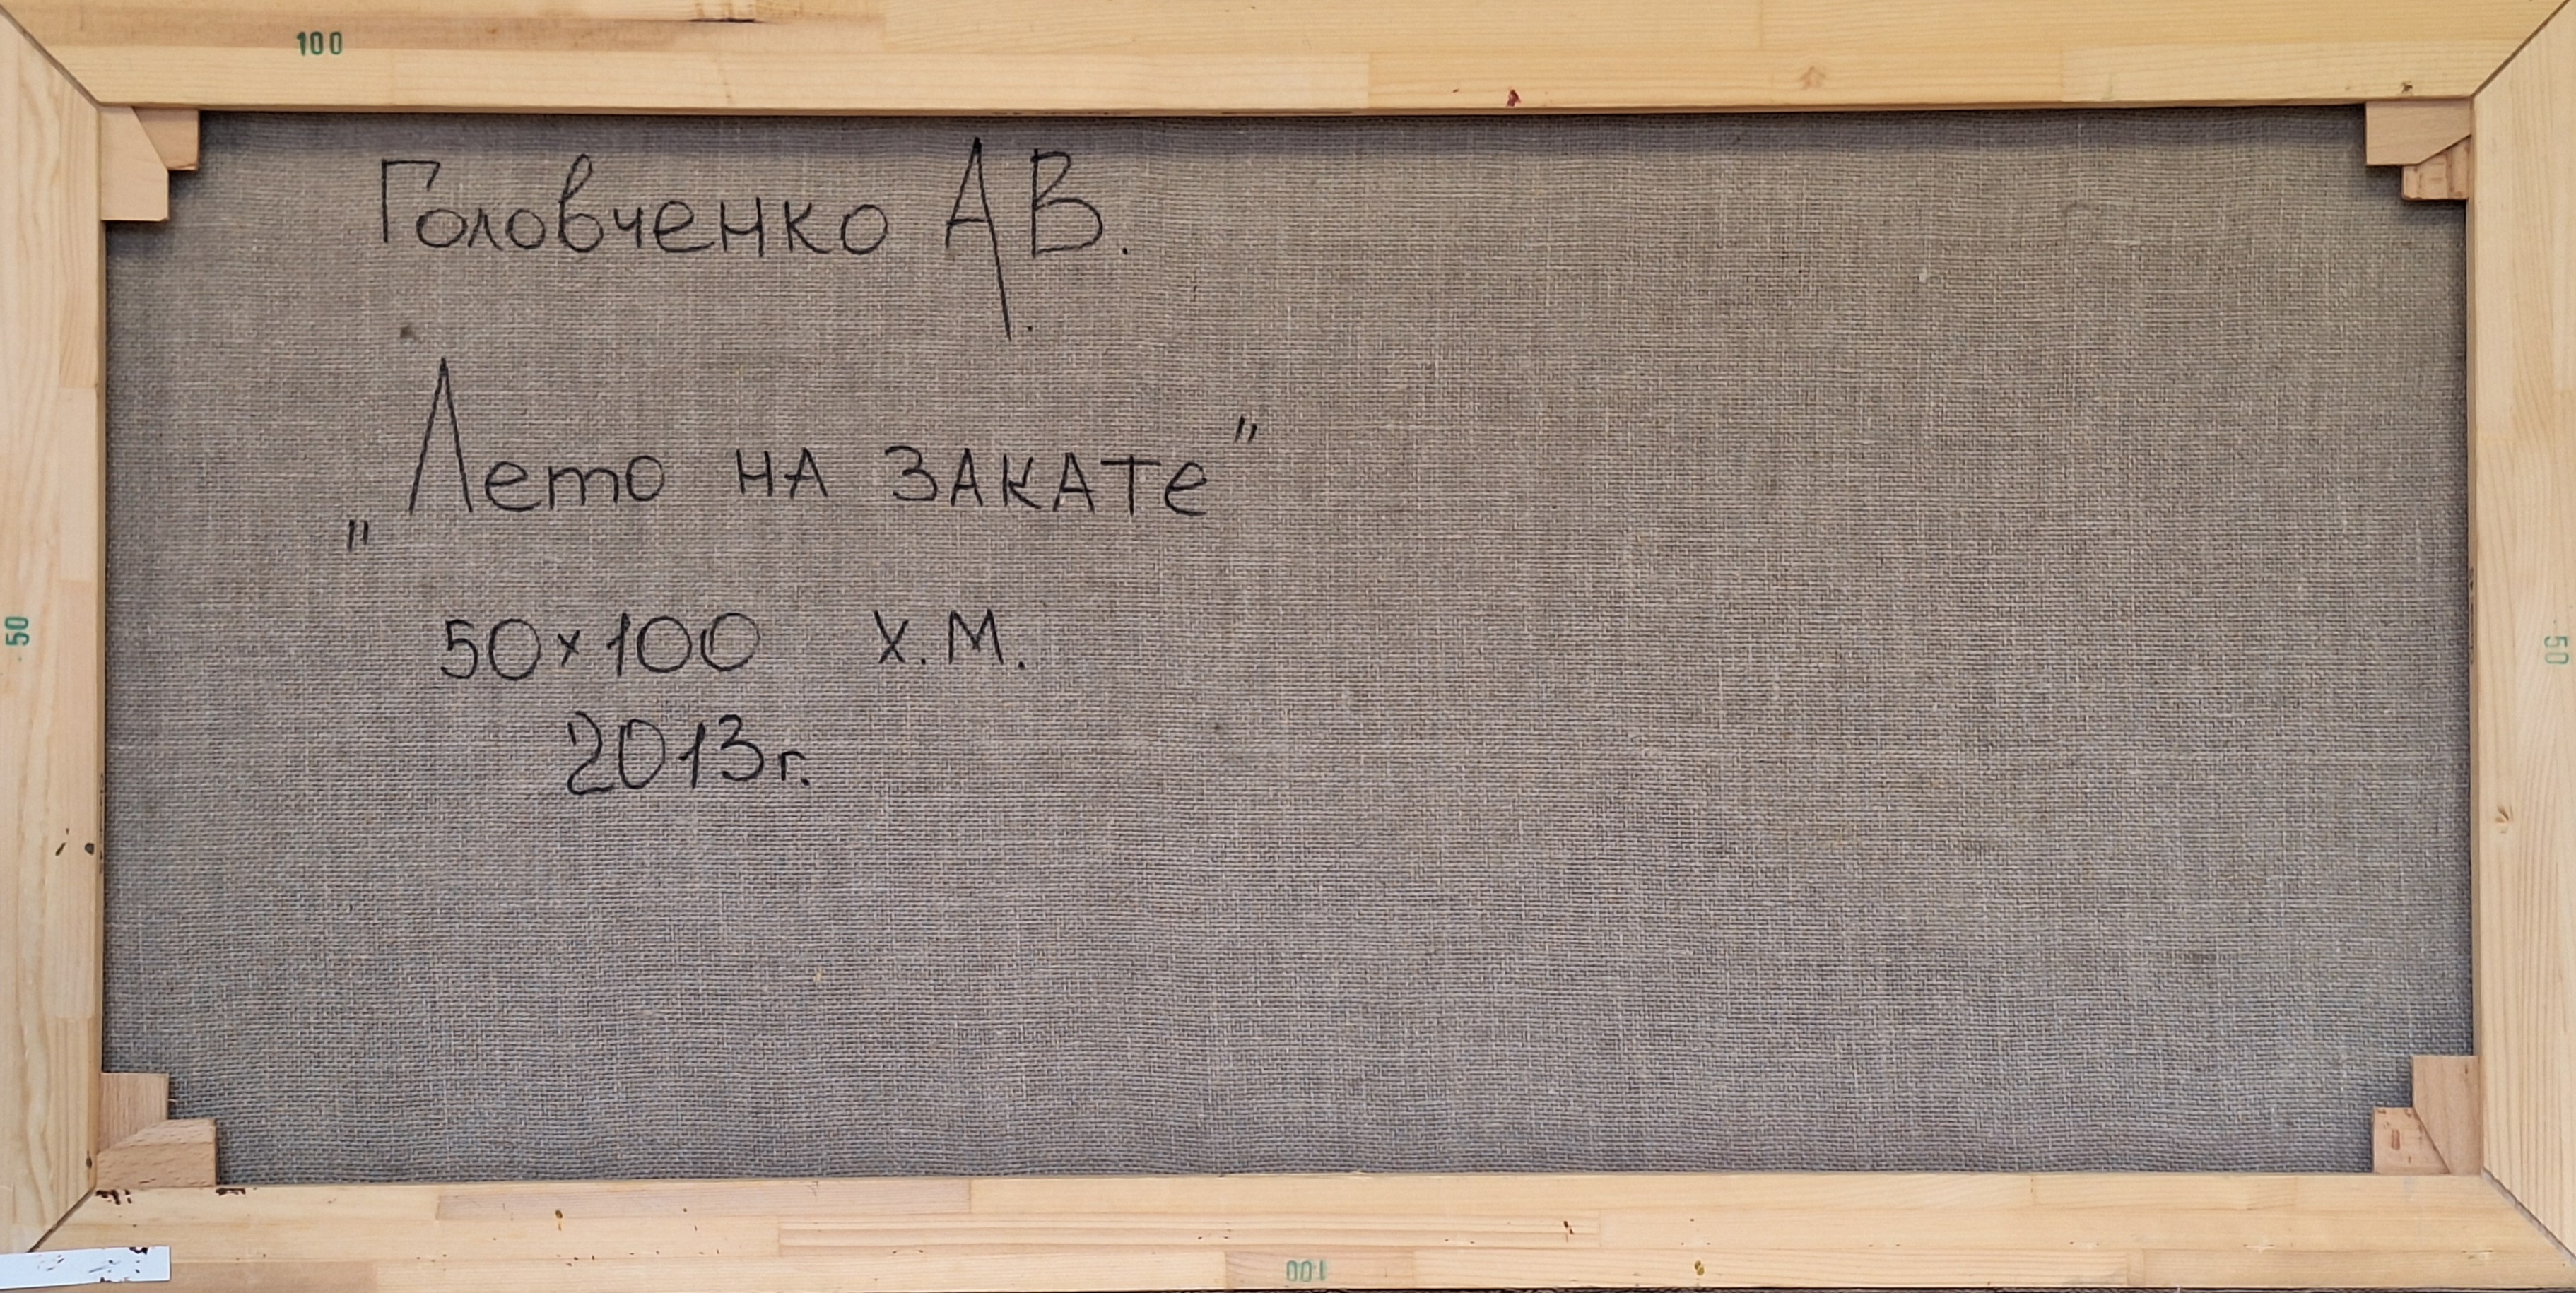 100
Головченко А.В.
„Лето на закате"
50
50×100 х.м.
50
2013г.
100